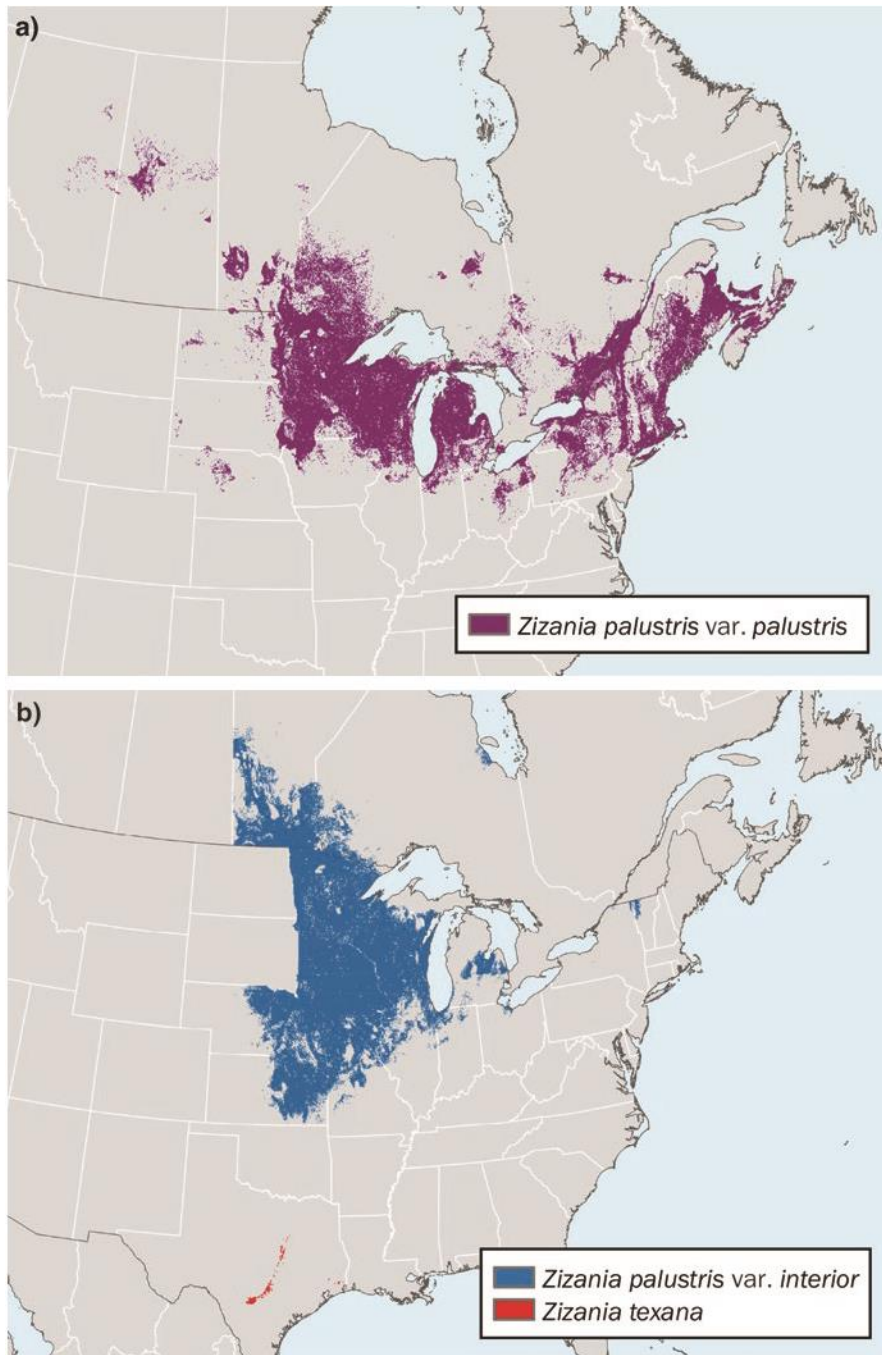 a)
Zizania palustris var. palustris
b)
Zizania palustris var. interior
Zizania texana